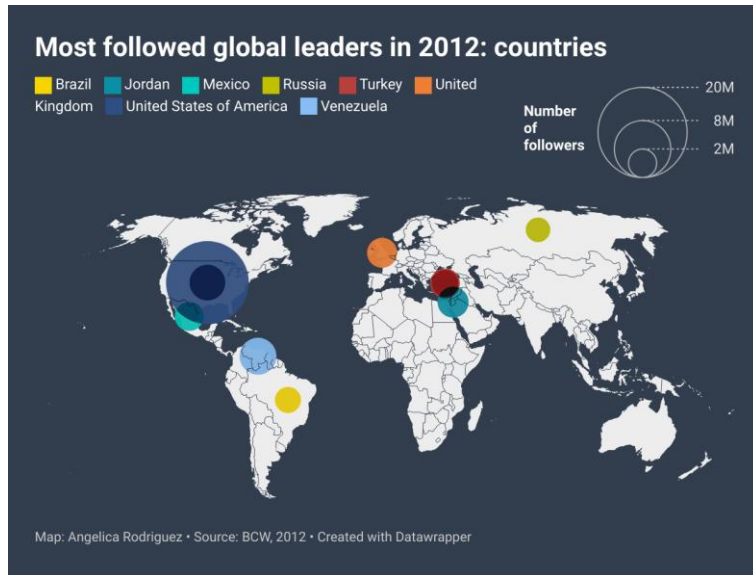 Most followed global leaders in 2012: countries
Brazil Jordan Mexico Russia Turkey United
Kingdom United States of America Venezuela
Number
of
followers
20M
8M
2M
Map: Angelica Rodriguez • Source: BCW, 2012 • Created with Datawrapper